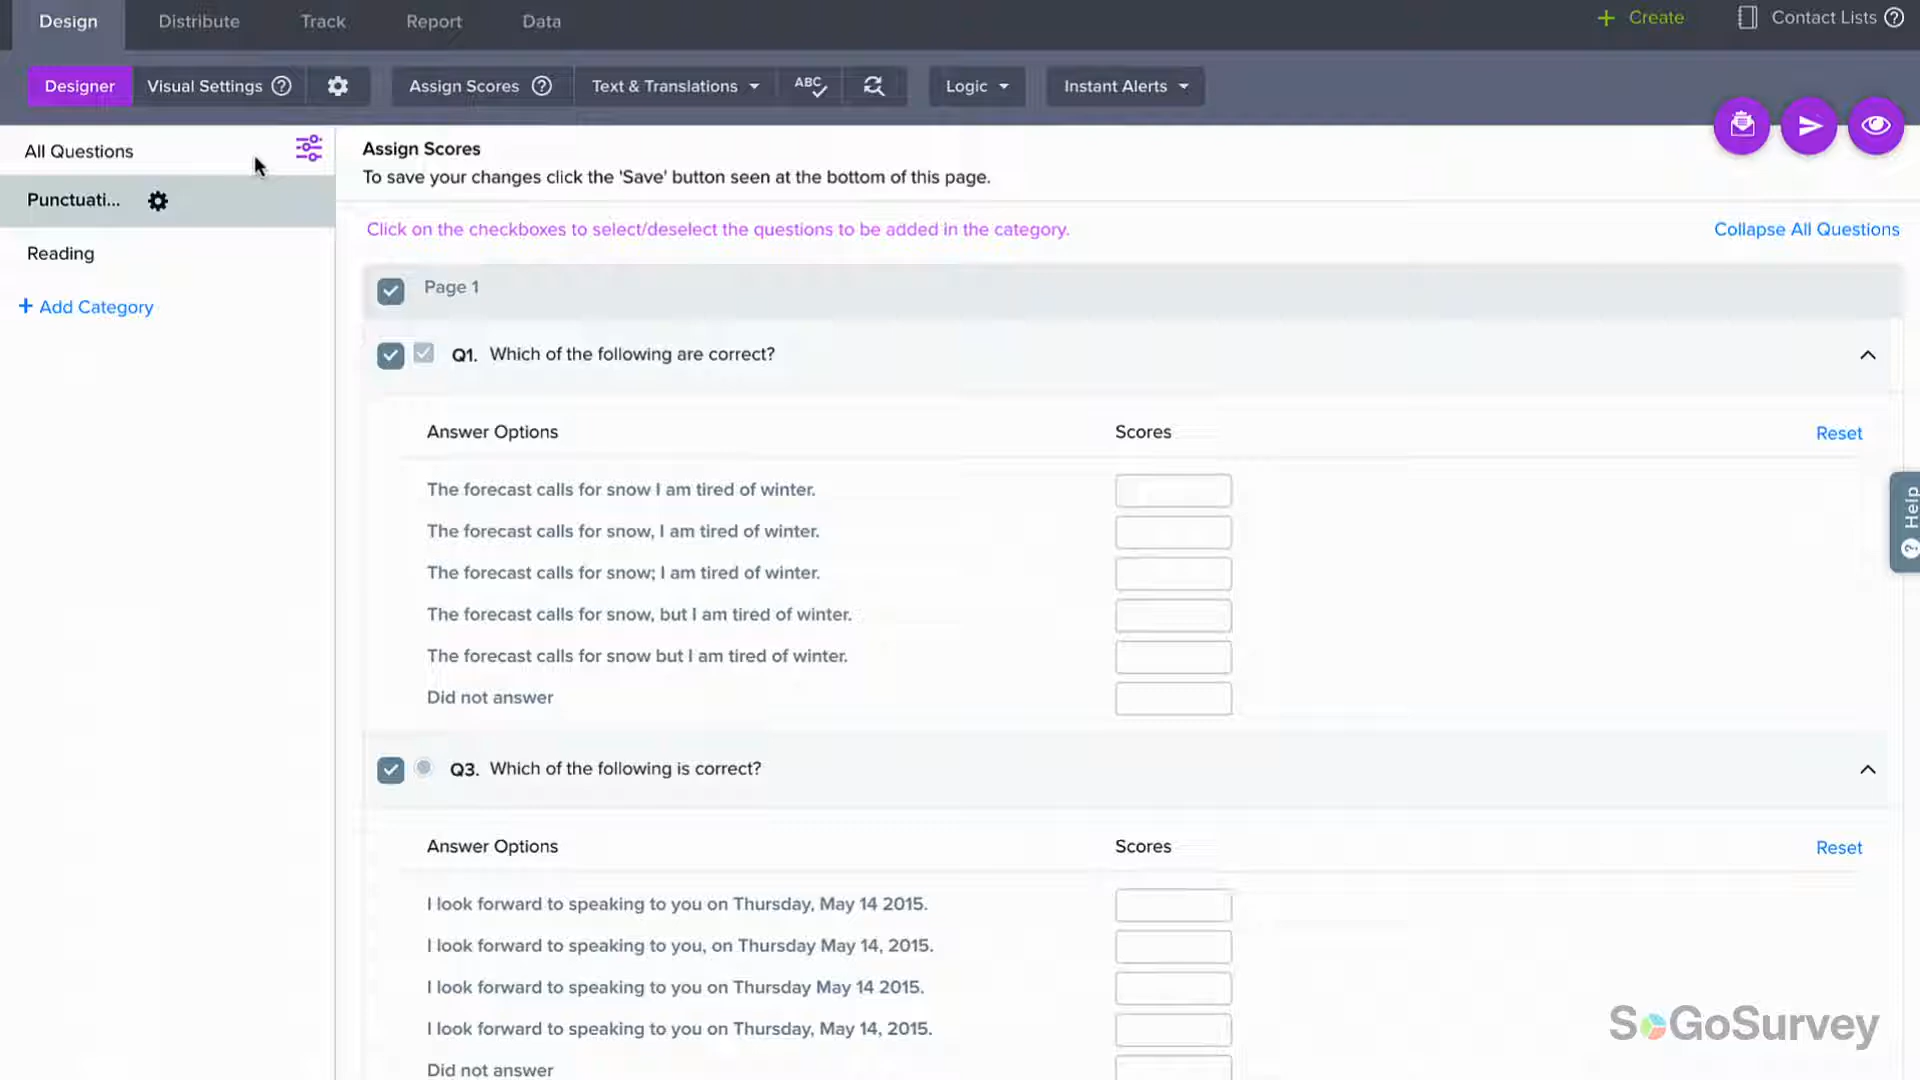 Design Distribute Track Report Data + Create Contact Lists ?
Designer Visual Settings ? Assign Scores ? Text & Translations ABC Logic Instant Alerts
All Questions
Punctuati...
Reading
+ Add Category
Assign Scores
To save your changes click the 'Save' button seen at the bottom of this page.
Click on the checkboxes to select/deselect the questions to be added in the category. Collapse All Questions
Page 1
Q1. Which of the following are correct?
Answer Options Scores Reset
The forecast calls for snow I am tired of winter.
The forecast calls for snow, I am tired of winter.
The forecast calls for snow; I am tired of winter.
The forecast calls for snow, but I am tired of winter.
The forecast calls for snow but I am tired of winter.
Did not answer
Q3. Which of the following is correct?
Answer Options Scores Reset
I look forward to speaking to you on Thursday, May 14 2015.
I look forward to speaking to you, on Thursday May 14, 2015.
I look forward to speaking to you on Thursday May 14 2015.
I look forward to speaking to you on Thursday, May 14, 2015.
Did not answer
? Help
SoGoSurvey